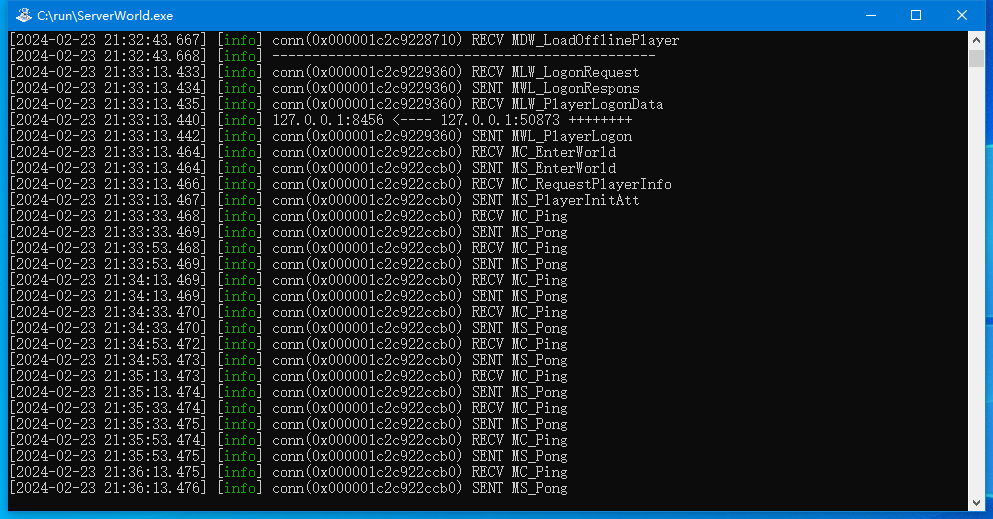 C:\run\ServerWorld.exe
[2024-02-23 21:32:43.667] [info] conn(0x000001c2c9228710) RECV MDW_LoadOfflinePlayer
[2024-02-23 21:32:43.668] [info] ------------------------------------------------
[2024-02-23 21:33:13.433] [info] conn(0x000001c2c9229360) RECV MLW_LogonRequest
[2024-02-23 21:33:13.434] [info] conn(0x000001c2c9229360) SENT MWL_LogonRespons
[2024-02-23 21:33:13.435] [info] conn(0x000001c2c9229360) RECV MLW_PlayerLogonData
[2024-02-23 21:33:13.440] [info] 127.0.0.1:8456 <---- 127.0.0.1:50873 ++++++++
[2024-02-23 21:33:13.442] [info] conn(0x000001c2c9229360) SENT MWL_PlayerLogon
[2024-02-23 21:33:13.464] [info] conn(0x000001c2c922ccb0) RECV MC_EnterWorld
[2024-02-23 21:33:13.464] [info] conn(0x000001c2c922ccb0) SENT MS_EnterWorld
[2024-02-23 21:33:13.466] [info] conn(0x000001c2c922ccb0) RECV MC_RequestPlayerInfo
[2024-02-23 21:33:13.467] [info] conn(0x000001c2c922ccb0) SENT MS_PlayerInitAtt
[2024-02-23 21:33:33.468] [info] conn(0x000001c2c922ccb0) RECV MC_Ping
[2024-02-23 21:33:33.469] [info] conn(0x000001c2c922ccb0) SENT MS_Pong
[2024-02-23 21:33:53.468] [info] conn(0x000001c2c922ccb0) RECV MC_Ping
[2024-02-23 21:33:53.469] [info] conn(0x000001c2c922ccb0) SENT MS_Pong
[2024-02-23 21:34:13.469] [info] conn(0x000001c2c922ccb0) RECV MC_Ping
[2024-02-23 21:34:13.469] [info] conn(0x000001c2c922ccb0) SENT MS_Pong
[2024-02-23 21:34:33.470] [info] conn(0x000001c2c922ccb0) RECV MC_Ping
[2024-02-23 21:34:33.470] [info] conn(0x000001c2c922ccb0) SENT MS_Pong
[2024-02-23 21:34:53.472] [info] conn(0x000001c2c922ccb0) RECV MC_Ping
[2024-02-23 21:34:53.473] [info] conn(0x000001c2c922ccb0) SENT MS_Pong
[2024-02-23 21:35:13.473] [info] conn(0x000001c2c922ccb0) RECV MC_Ping
[2024-02-23 21:35:13.474] [info] conn(0x000001c2c922ccb0) SENT MS_Pong
[2024-02-23 21:35:33.474] [info] conn(0x000001c2c922ccb0) RECV MC_Ping
[2024-02-23 21:35:33.475] [info] conn(0x000001c2c922ccb0) SENT MS_Pong
[2024-02-23 21:35:53.474] [info] conn(0x000001c2c922ccb0) RECV MC_Ping
[2024-02-23 21:35:53.475] [info] conn(0x000001c2c922ccb0) SENT MS_Pong
[2024-02-23 21:36:13.475] [info] conn(0x000001c2c922ccb0) RECV MC_Ping
[2024-02-23 21:36:13.476] [info] conn(0x000001c2c922ccb0) SENT MS_Pong